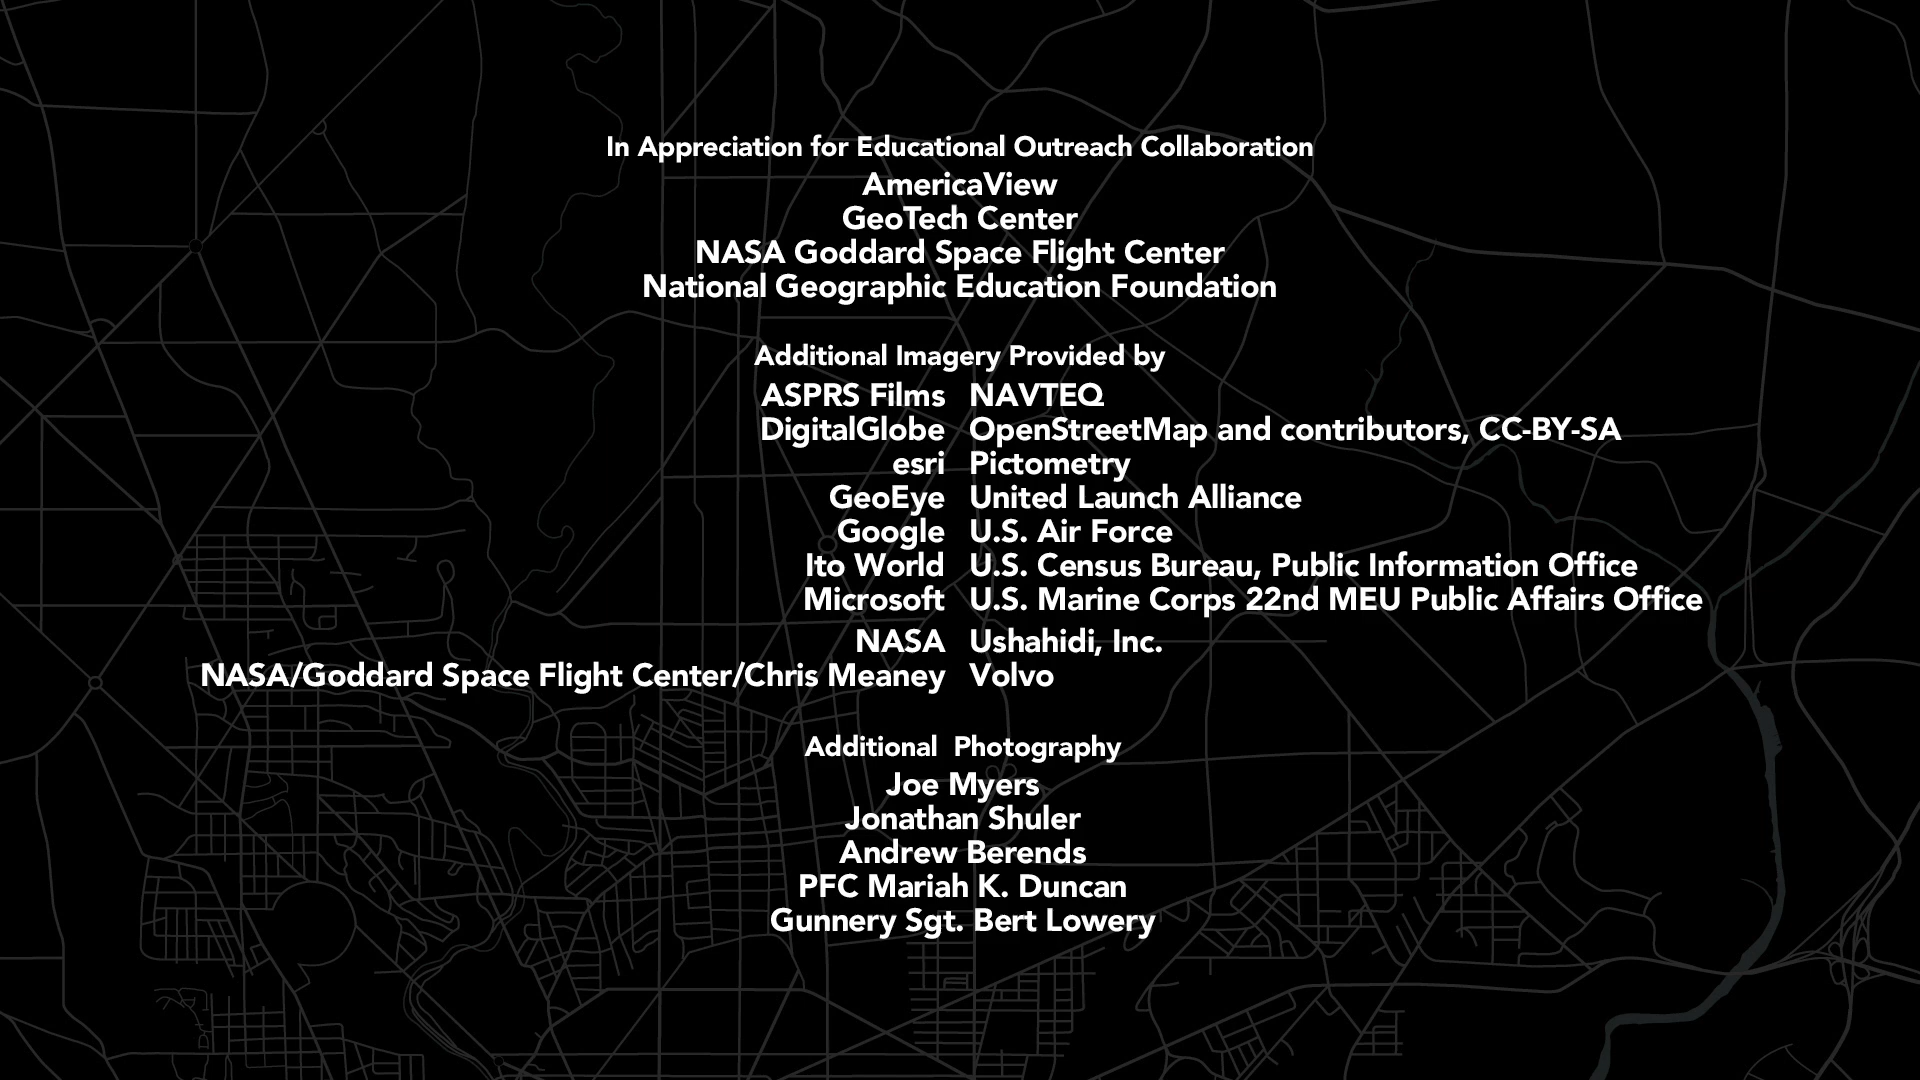 In Appreciation for Educational Outreach Collaboration
AmericaView
GeoTech Center
NASA Goddard Space Flight Center
National Geographic Education Foundation
Additional Imagery Provided by
ASPRS Films NAVTEQ
DigitalGlobe OpenStreetMap and contributors, CC-BY-SA
esri Pictometry
GeoEye United Launch Alliance
Google U.S. Air Force
Ito World U.S. Census Bureau, Public Information Office
Microsoft U.S. Marine Corps 22nd MEU Public Affairs Office
NASA Ushahidi, Inc.
NASA/Goddard Space Flight Center/Chris Meaney Volvo
Additional Photography
Joe Myers
Jonathan Shuler
Andrew Berends
PFC Mariah K. Duncan
Gunnery Sgt. Bert Lowery